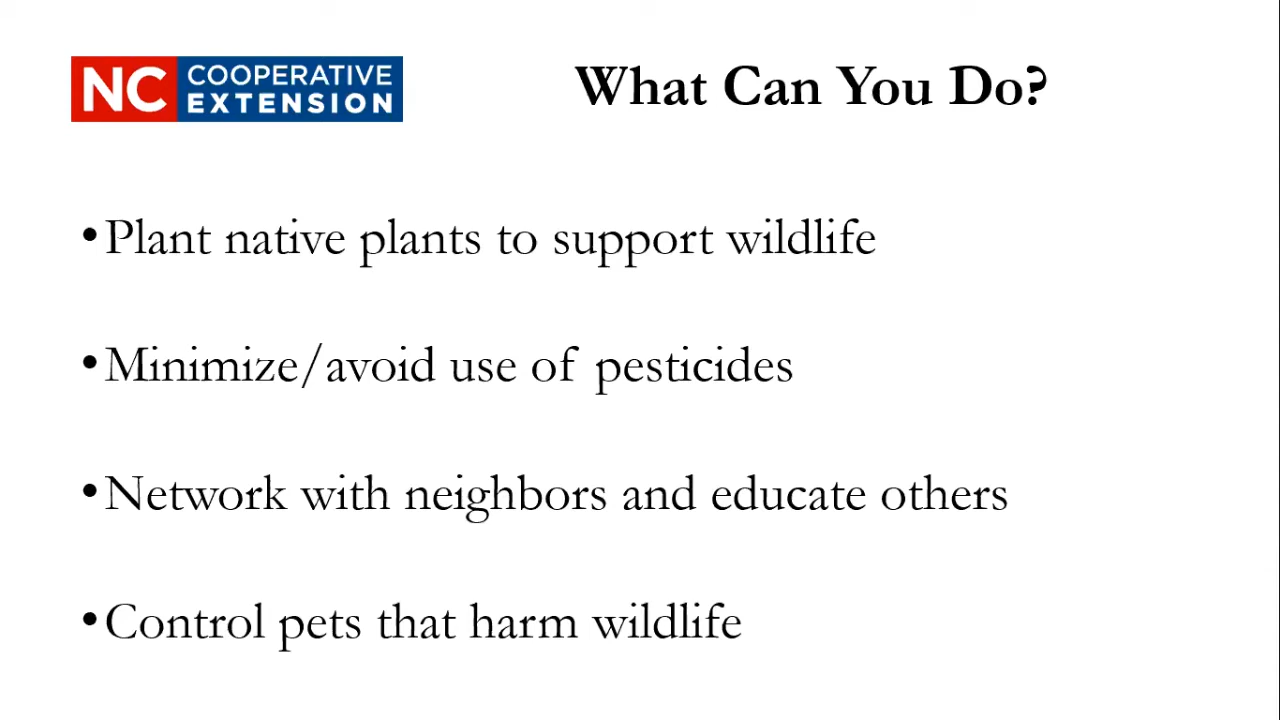 NC COOPERATIVE
EXTENSION
What Can You Do?
•Plant native plants to support wildlife
•Minimize/avoid use of pesticides
•Network with neighbors and educate others
•Control pets that harm wildlife